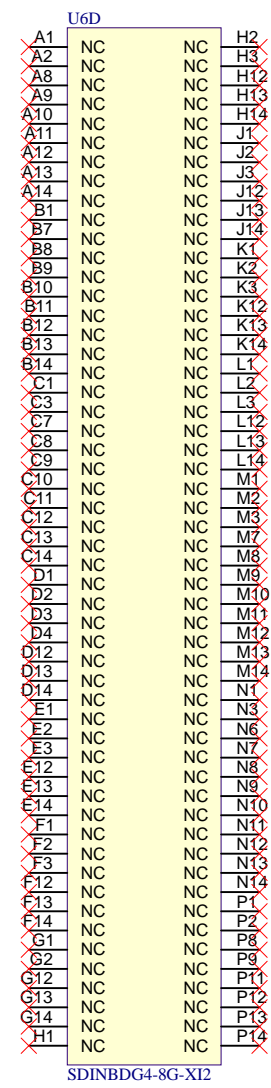 U6D
A1 NC NC H2
A2 NC NC H3
A8 NC NC H12
A9 NC NC H13
A10 NC NC H14
A11 NC NC J1
A12 NC NC J2
A13 NC NC J3
A14 NC NC J12
B1 NC NC J13
B7 NC NC J14
B8 NC NC K1
B9 NC NC K2
B10 NC NC K3
B11 NC NC K12
B12 NC NC K13
B13 NC NC K14
B14 NC NC L1
C1 NC NC L2
C3 NC NC L3
C7 NC NC L12
C8 NC NC L13
C9 NC NC L14
C10 NC NC M1
C11 NC NC M2
C12 NC NC M3
C13 NC NC M7
C14 NC NC M8
D1 NC NC M9
D2 NC NC M10
D3 NC NC M11
D4 NC NC M12
D12 NC NC M13
D13 NC NC M14
D14 NC NC N1
E1 NC NC N3
E2 NC NC N6
E3 NC NC N7
E12 NC NC N8
E13 NC NC N9
E14 NC NC N10
F1 NC NC N11
F2 NC NC N12
F3 NC NC N13
F12 NC NC N14
F13 NC NC P1
F14 NC NC P2
G1 NC NC P8
G2 NC NC P9
G12 NC NC P11
G13 NC NC P12
G14 NC NC P13
H1 NC NC P14
SDINBDG4-8G-XI2